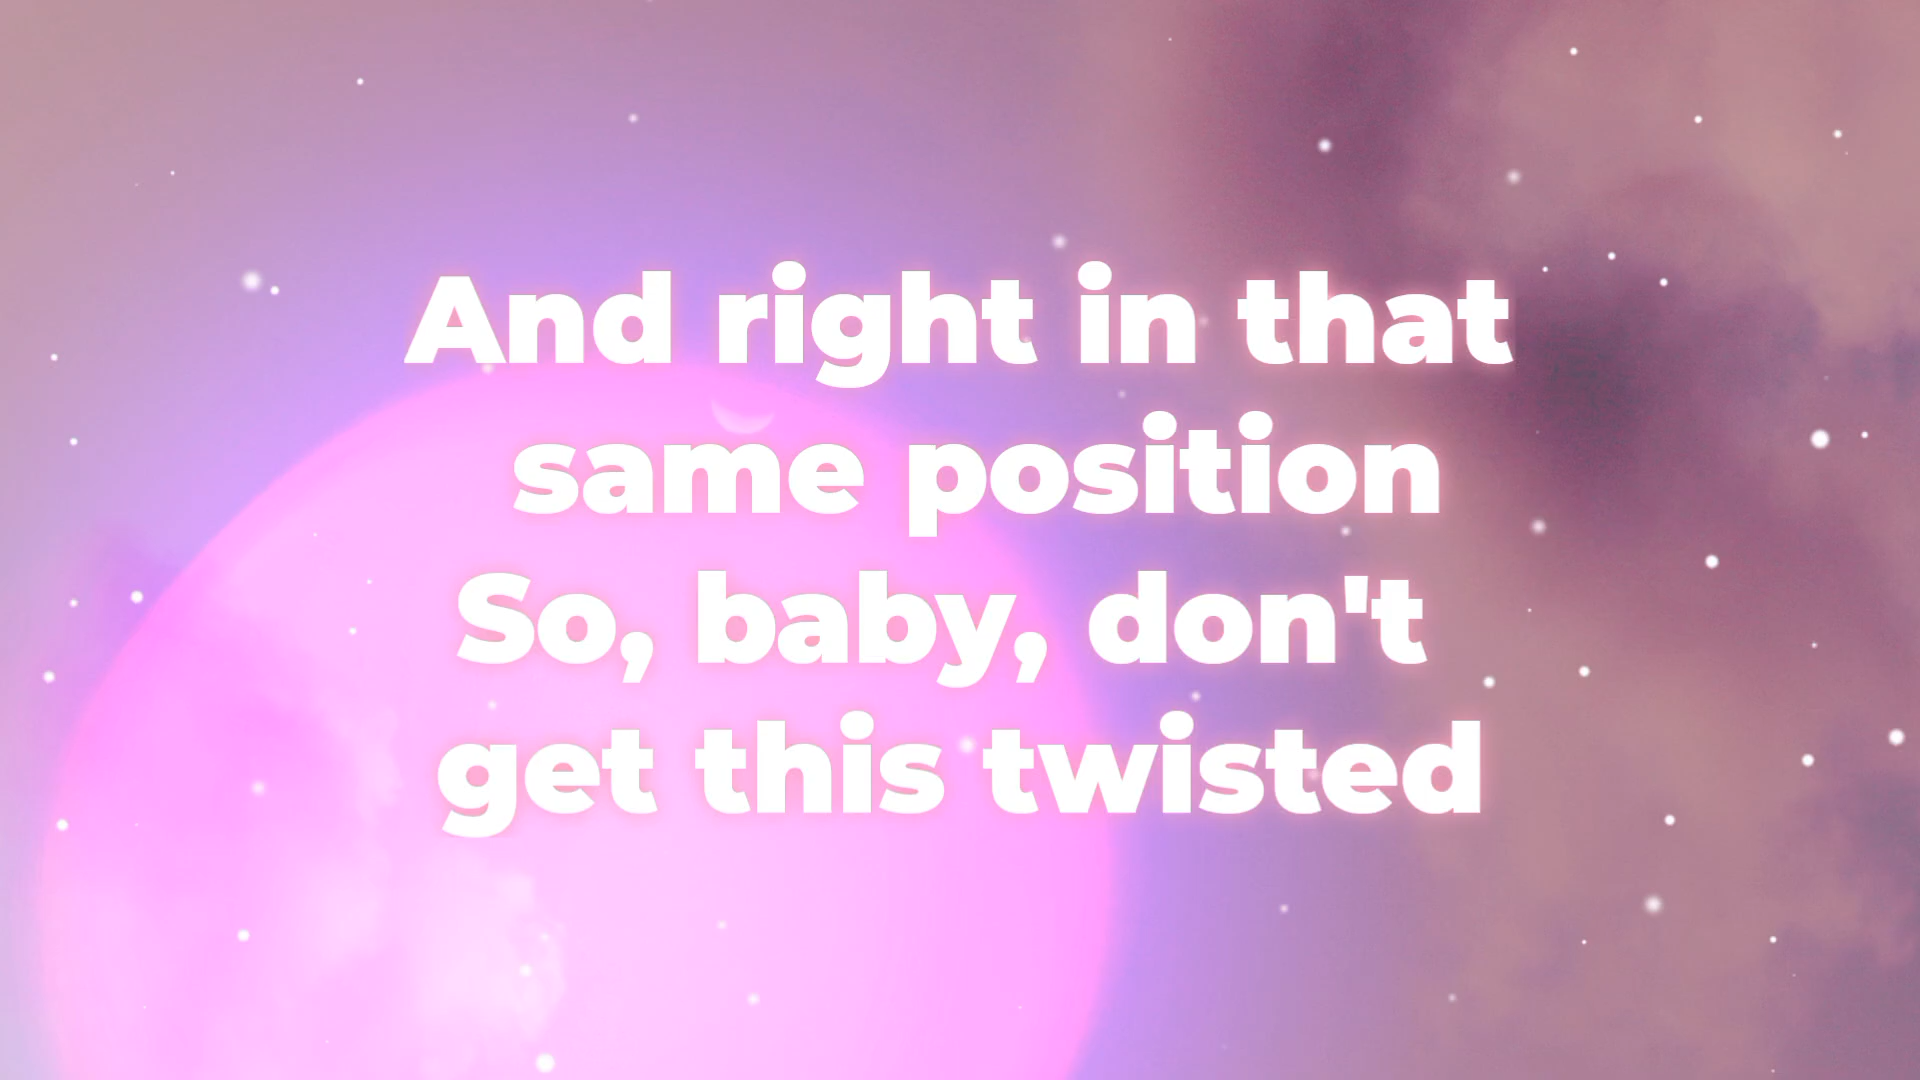 And right in that
same position
So, baby, don't
get this twisted